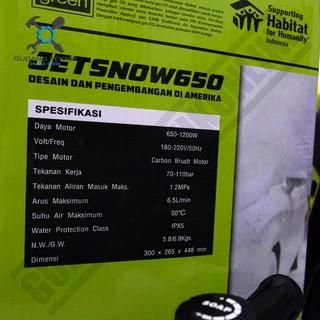 green
Supporting
Habitat
for Humanity
Indonesia
ETSNOW650
DESAIN DAN PENGEMBANGAN DI AMERIKA
SPESIFIKASI
Daya Motor 650-1200W
Volt/Freq 160-220V/50Hz
Tipe Motor Carbon Brush Motor
Tekanan Kerja 70-110bar
Tekanan Aliran Masuk Maks. 1.2MPa
Arus Maksimum 6.5L/min
Suhu Air Maksimum 50°C
Water Protection Class IPX5
N.W./G.W. 5.8/6.8Kgs
Dimensi 300 x 265 x 448 mm
SOAP